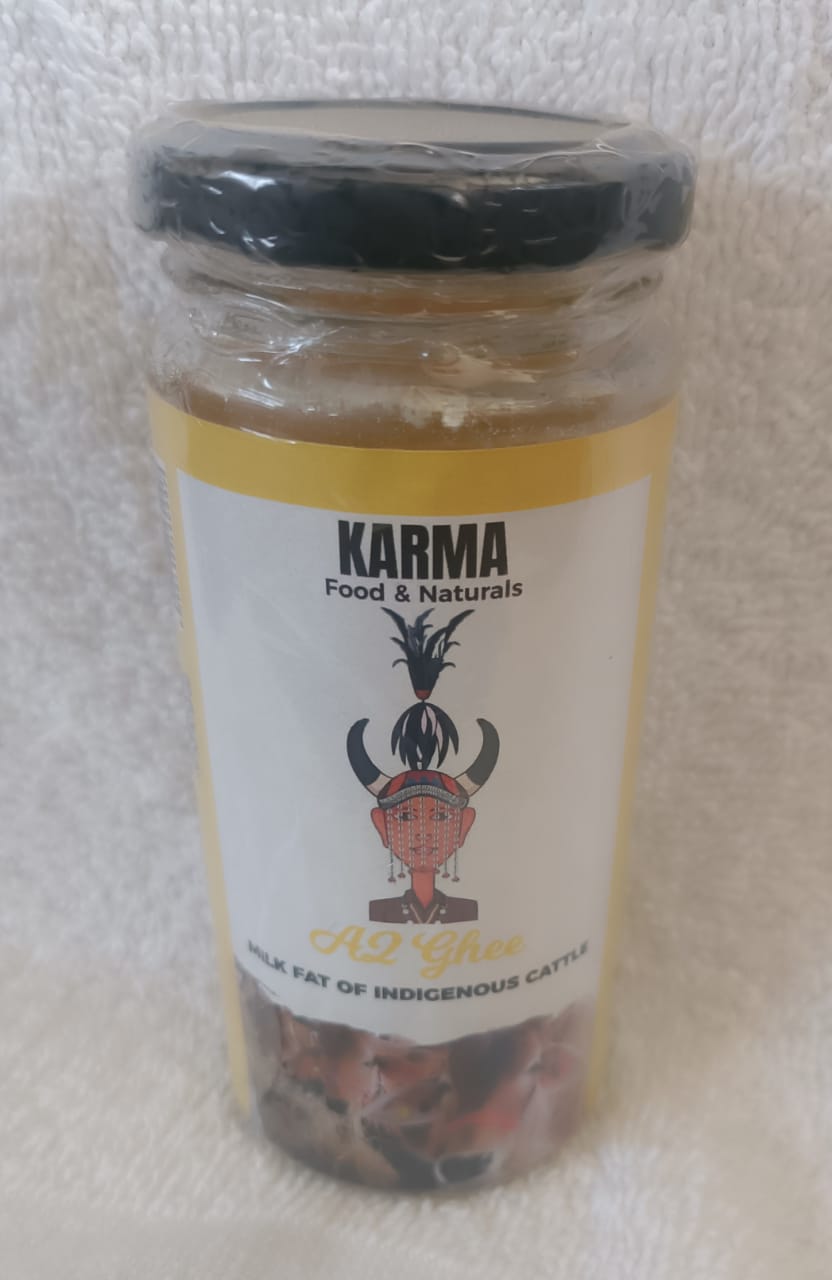 KARMA
Food & Naturals
A2 Ghee
MILK FAT OF INDIGENOUS CATTLE